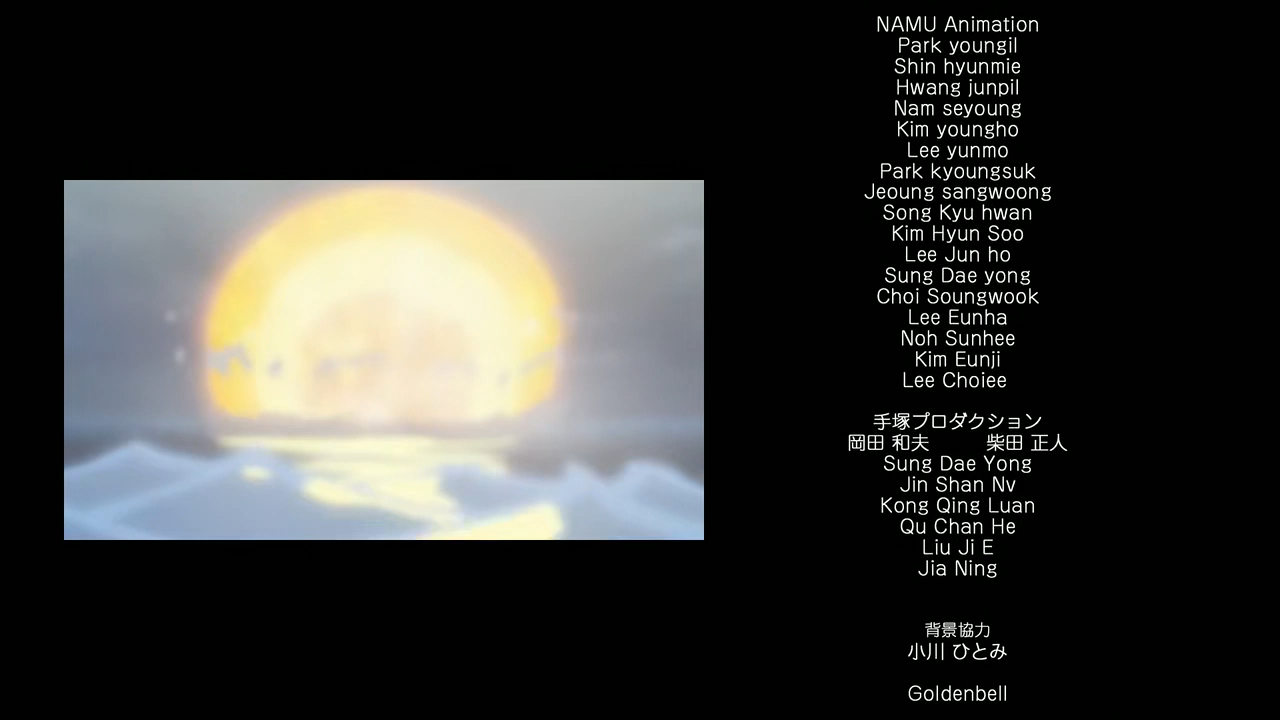 NAMU Animation
Park youngil
Shin hyunmie
Hwang junpil
Nam seyoung
Kim youngho
Lee yunmo
Park kyoungsuk
Jeoung sangwoong
Song Kyu hwan
Kim Hyun Soo
Lee Jun ho
Sung Dae yong
Choi Soungwook
Lee Eunha
Noh Sunhee
Kim Eunji
Lee Choiee
手塚プロダクション
岡田 和夫 柴田 正人
Sung Dae Yong
Jin Shan Nv
Kong Qing Luan
Qu Chan He
Liu Ji E
Jia Ning
背景協力
小川 ひとみ
Goldenbell